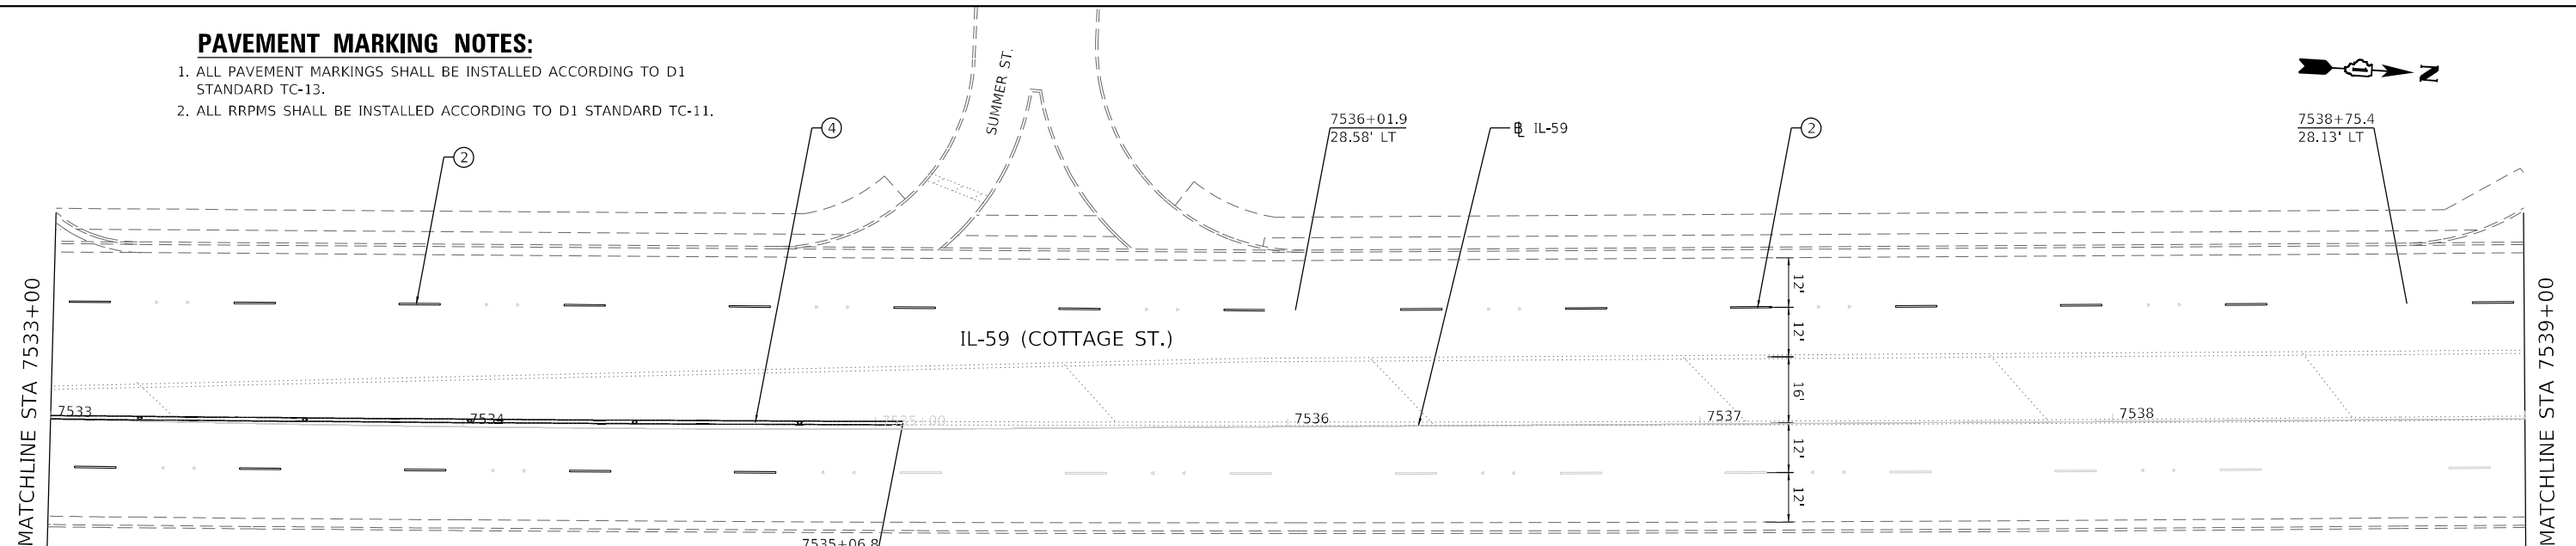 PAVEMENT MARKING NOTES:
1. ALL PAVEMENT MARKINGS SHALL BE INSTALLED ACCORDING TO D1
STANDARD TC-13.
2. ALL RRPMS SHALL BE INSTALLED ACCORDING TO D1 STANDARD TC-11.
2
4
SUMMER ST.
7536+01.9
28.58' LT
IL-59
2
7538+75.4
28.13' LT
N
MATCHLINE STA 7533+00
IL-59 (COTTAGE ST.)
12'
12'
16'
12'
12'
7533
7534
7535+00
7536
7537
7538
7535+06.8
MATCHLINE STA 7539+00